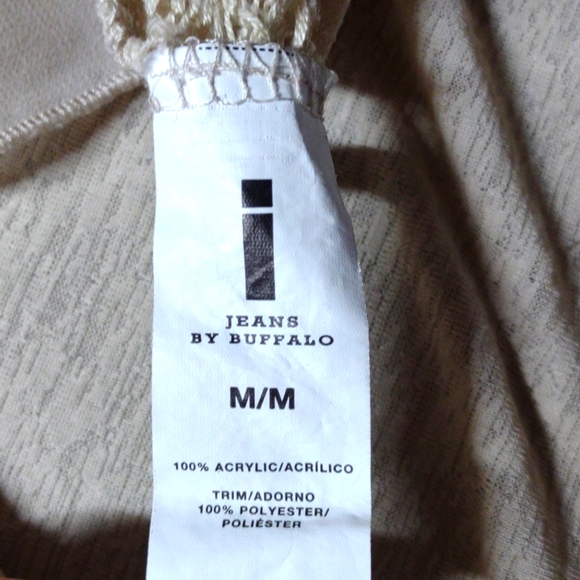 i
JEANS
BY BUFFALO
M/M
100% ACRYLIC/ACRÍLICO
TRIM/ADORNO
100% POLYESTER/
POLIÉSTER